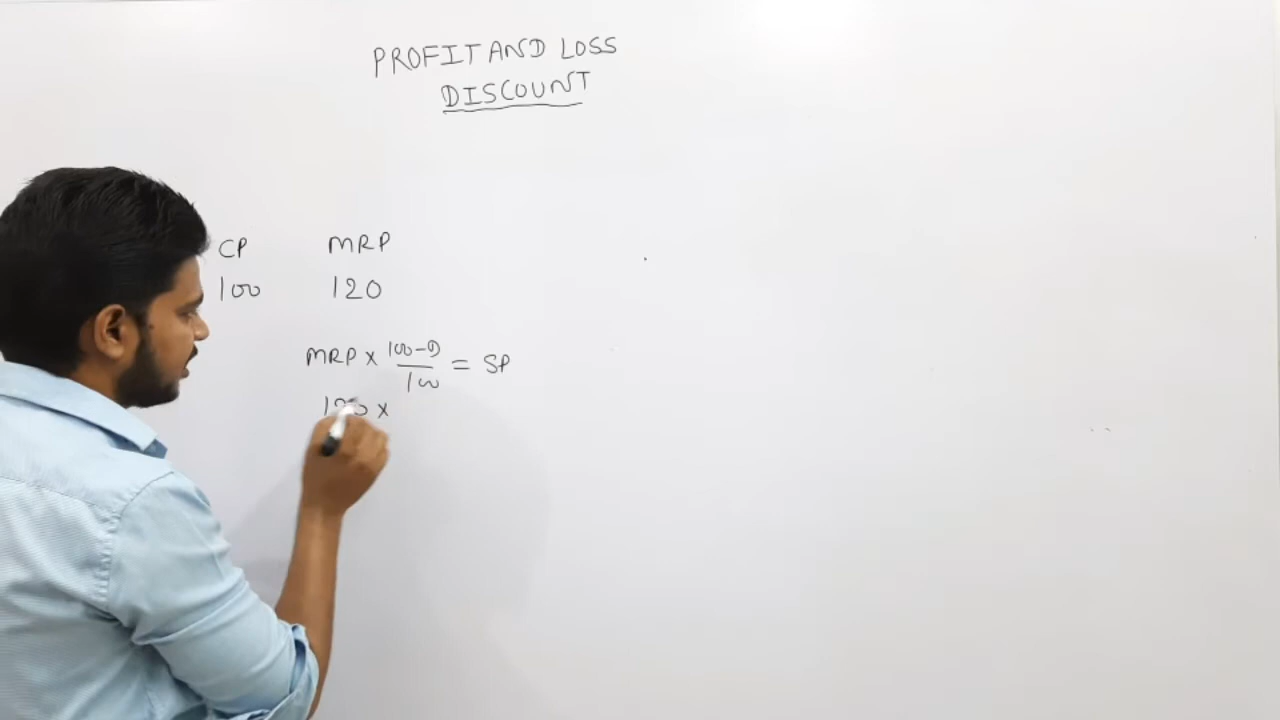 PROFIT AND LOSS
DISCOUNT
CP MRP
100 120
MRP × 100-D/100 = SP
120 ×